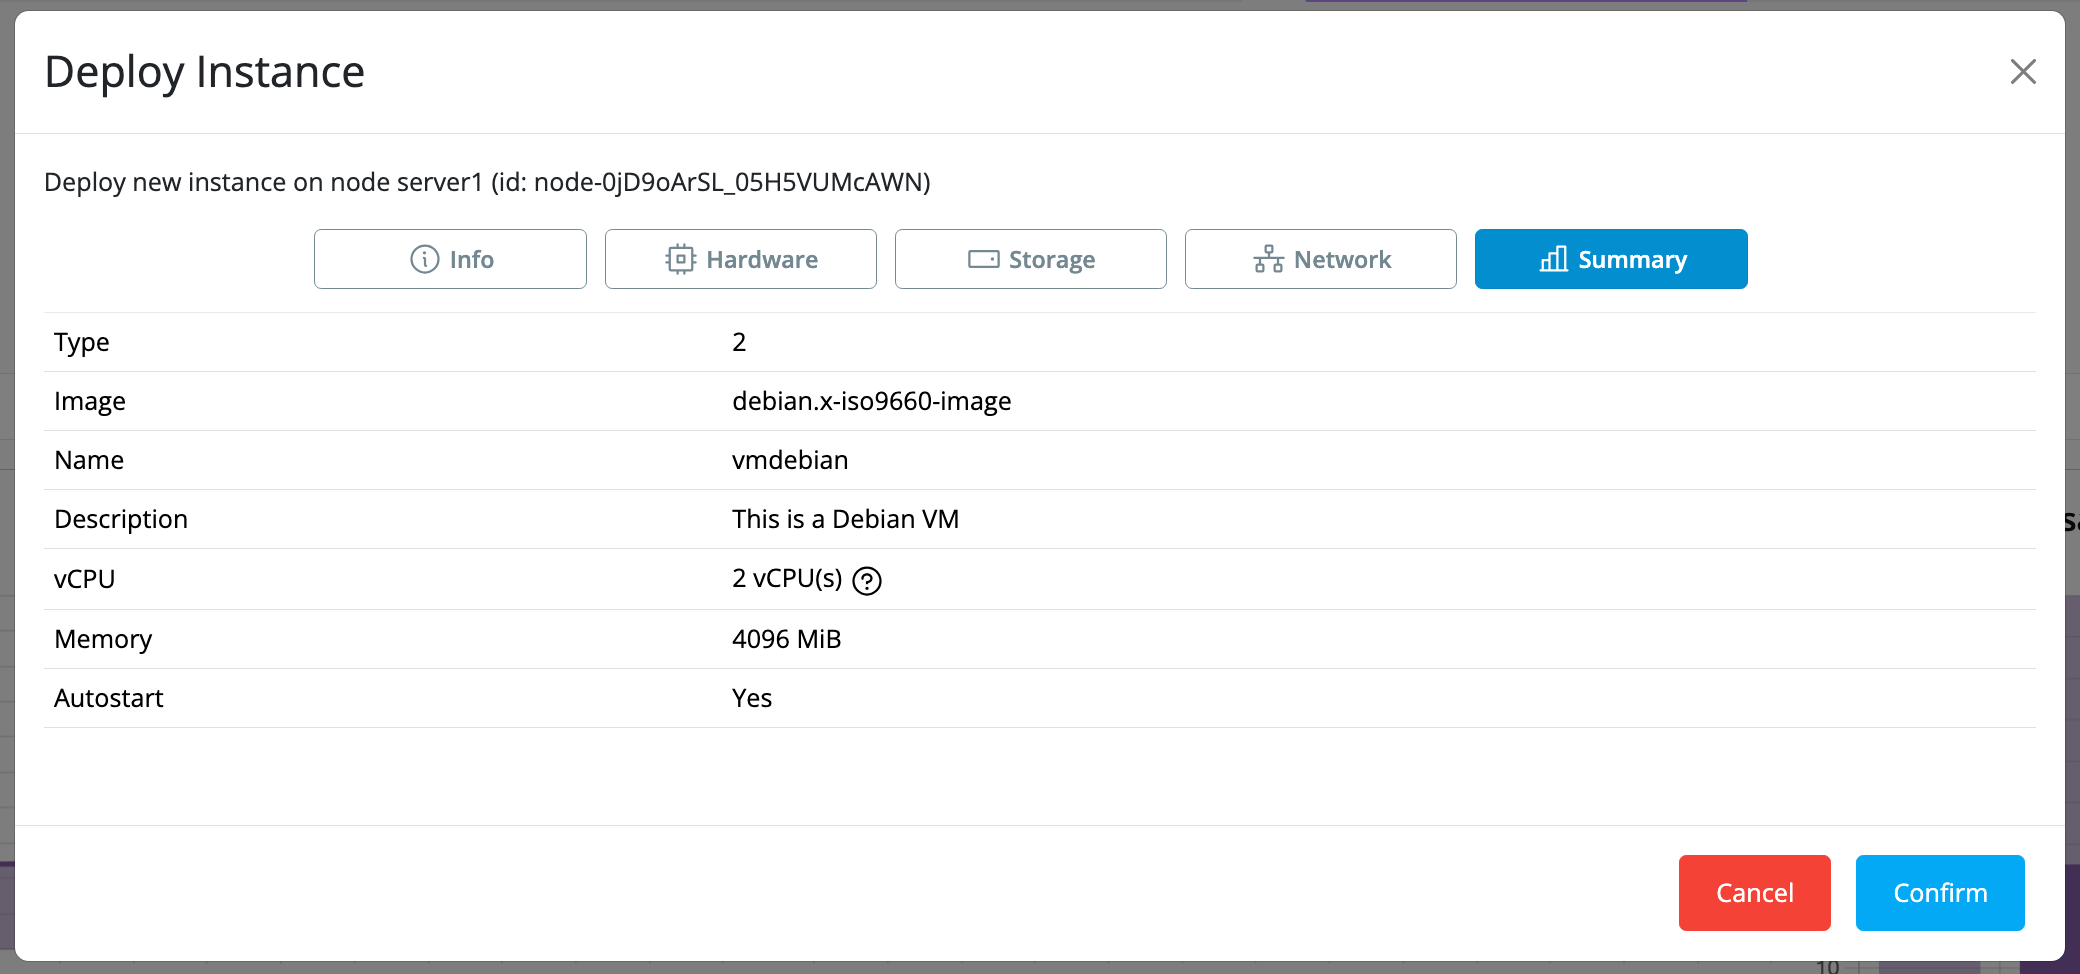 Deploy Instance
Deploy new instance on node server1 (id: node-0jD9oArSL_05H5VUMcAWN)
Info Hardware Storage Network Summary
Type 2
Image debian.x-iso9660-image
Name vmdebian
Description This is a Debian VM
vCPU 2 vCPU(s)
Memory 4096 MiB
Autostart Yes
Cancel Confirm
10